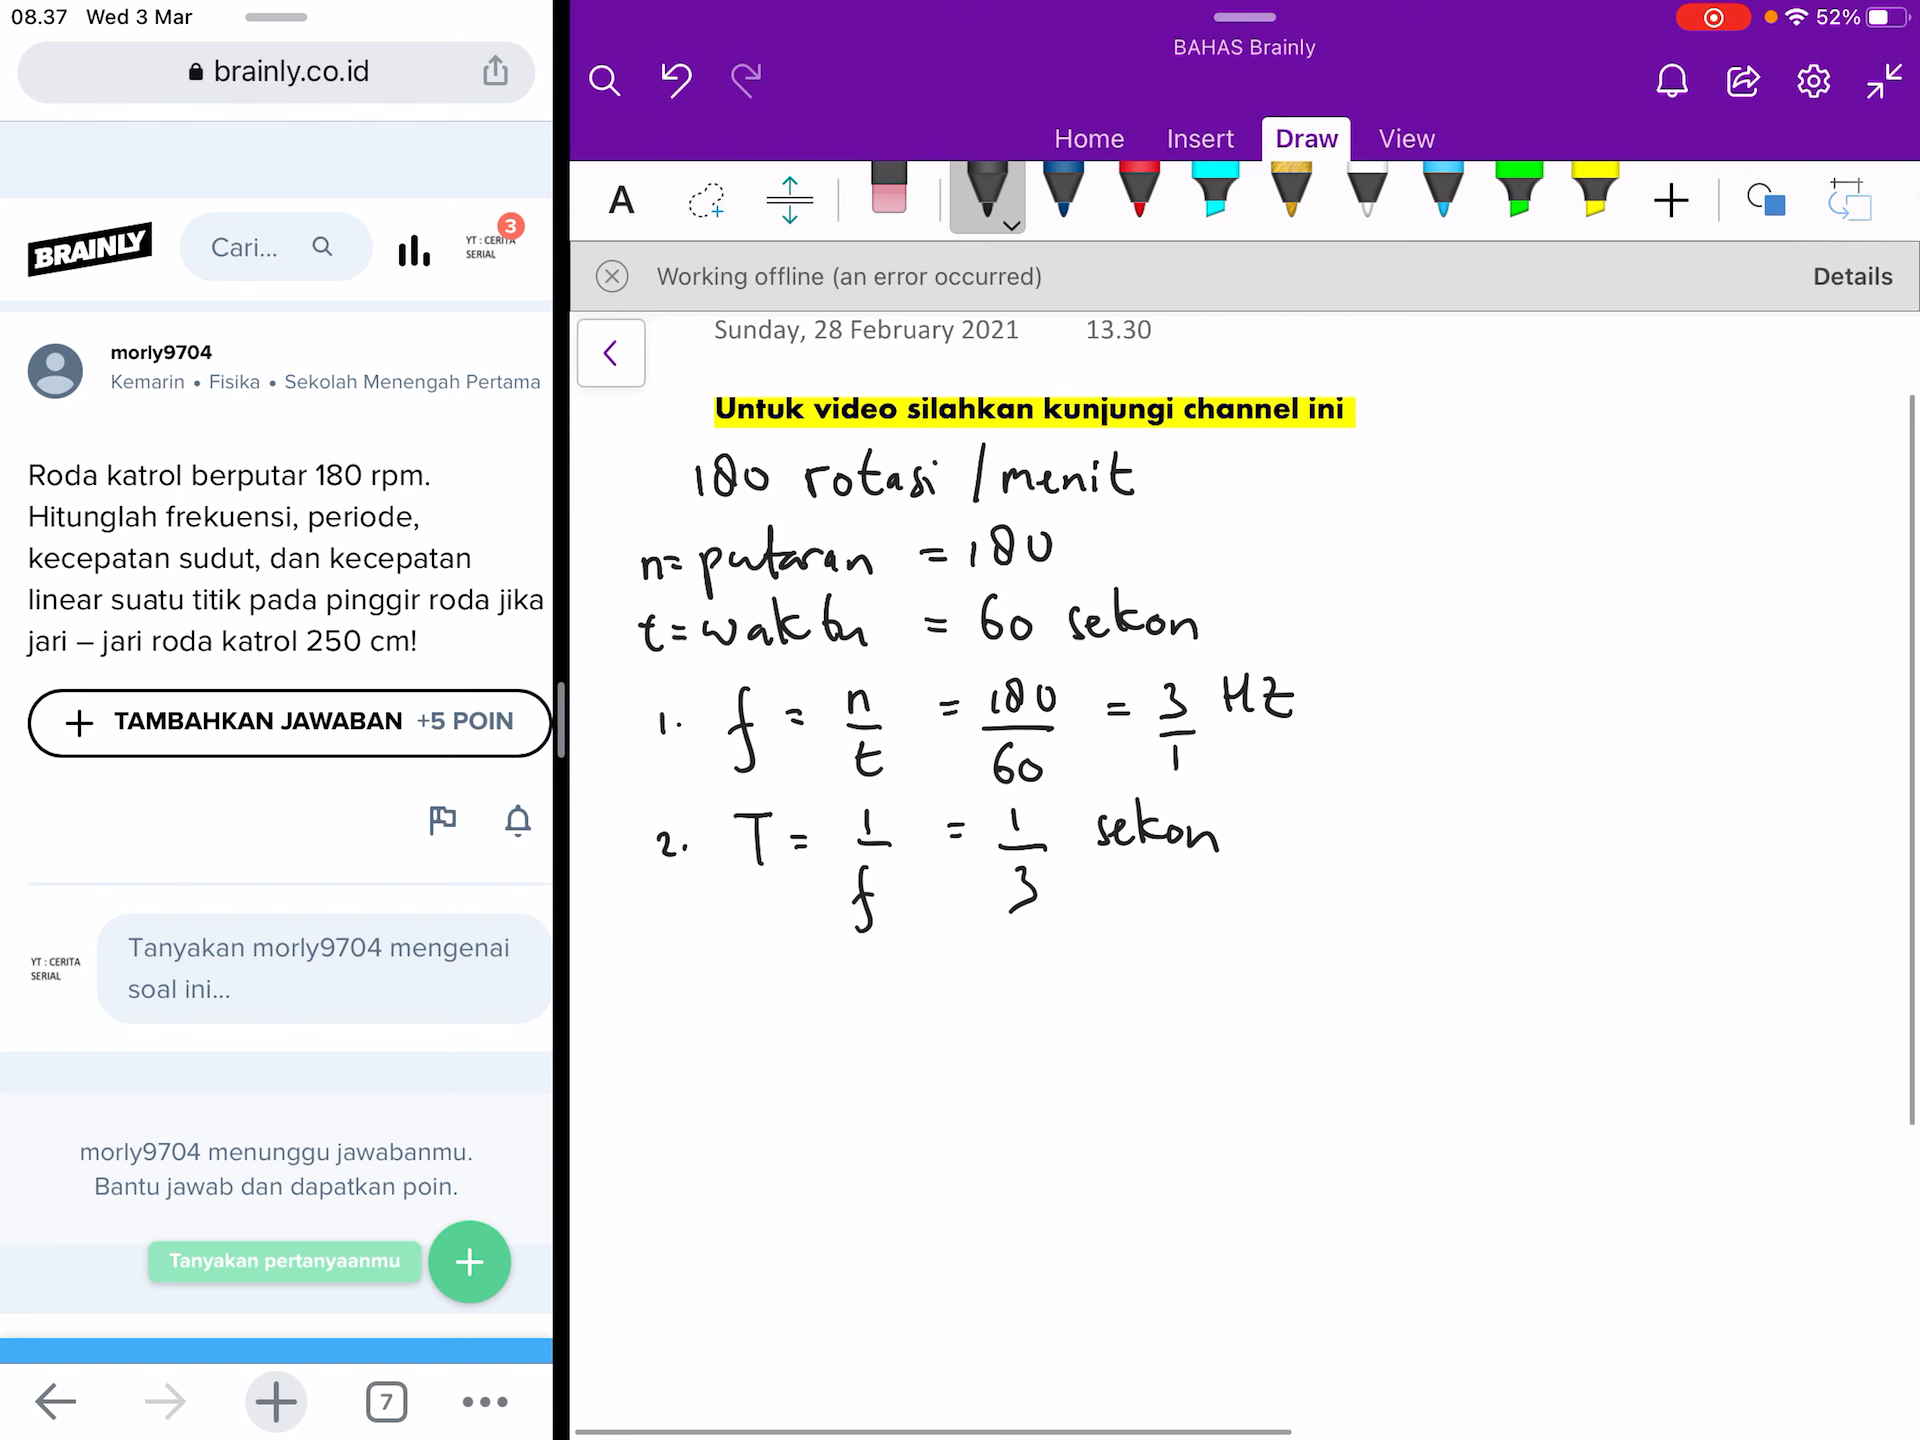 08.37 Wed 3 Mar
brainly.co.id
BRAINLY
Cari...
YT : CERITA
SERIAL
3
morly9704
Kemarin • Fisika • Sekolah Menengah Pertama
Roda katrol berputar 180 rpm.
Hitunglah frekuensi, periode,
kecepatan sudut, dan kecepatan
linear suatu titik pada pinggir roda jika
jari – jari roda katrol 250 cm!
+ TAMBAHKAN JAWABAN +5 POIN
YT : CERITA
SERIAL
Tanyakan morly9704 mengenai
soal ini...
morly9704 menunggu jawabanmu.
Bantu jawab dan dapatkan poin.
Tanyakan pertanyaanmu
+
7
52%
BAHAS Brainly
Home Insert Draw View
A
Working offline (an error occurred) Details
Sunday, 28 February 2021 13.30
Untuk video silahkan kunjungi channel ini
180 rotasi / menit
n = putaran = 180
t = waktu = 60 sekon
1. f = n/t = 180/60 = 3/1 HZ
2. T = 1/f = 1/3 sekon